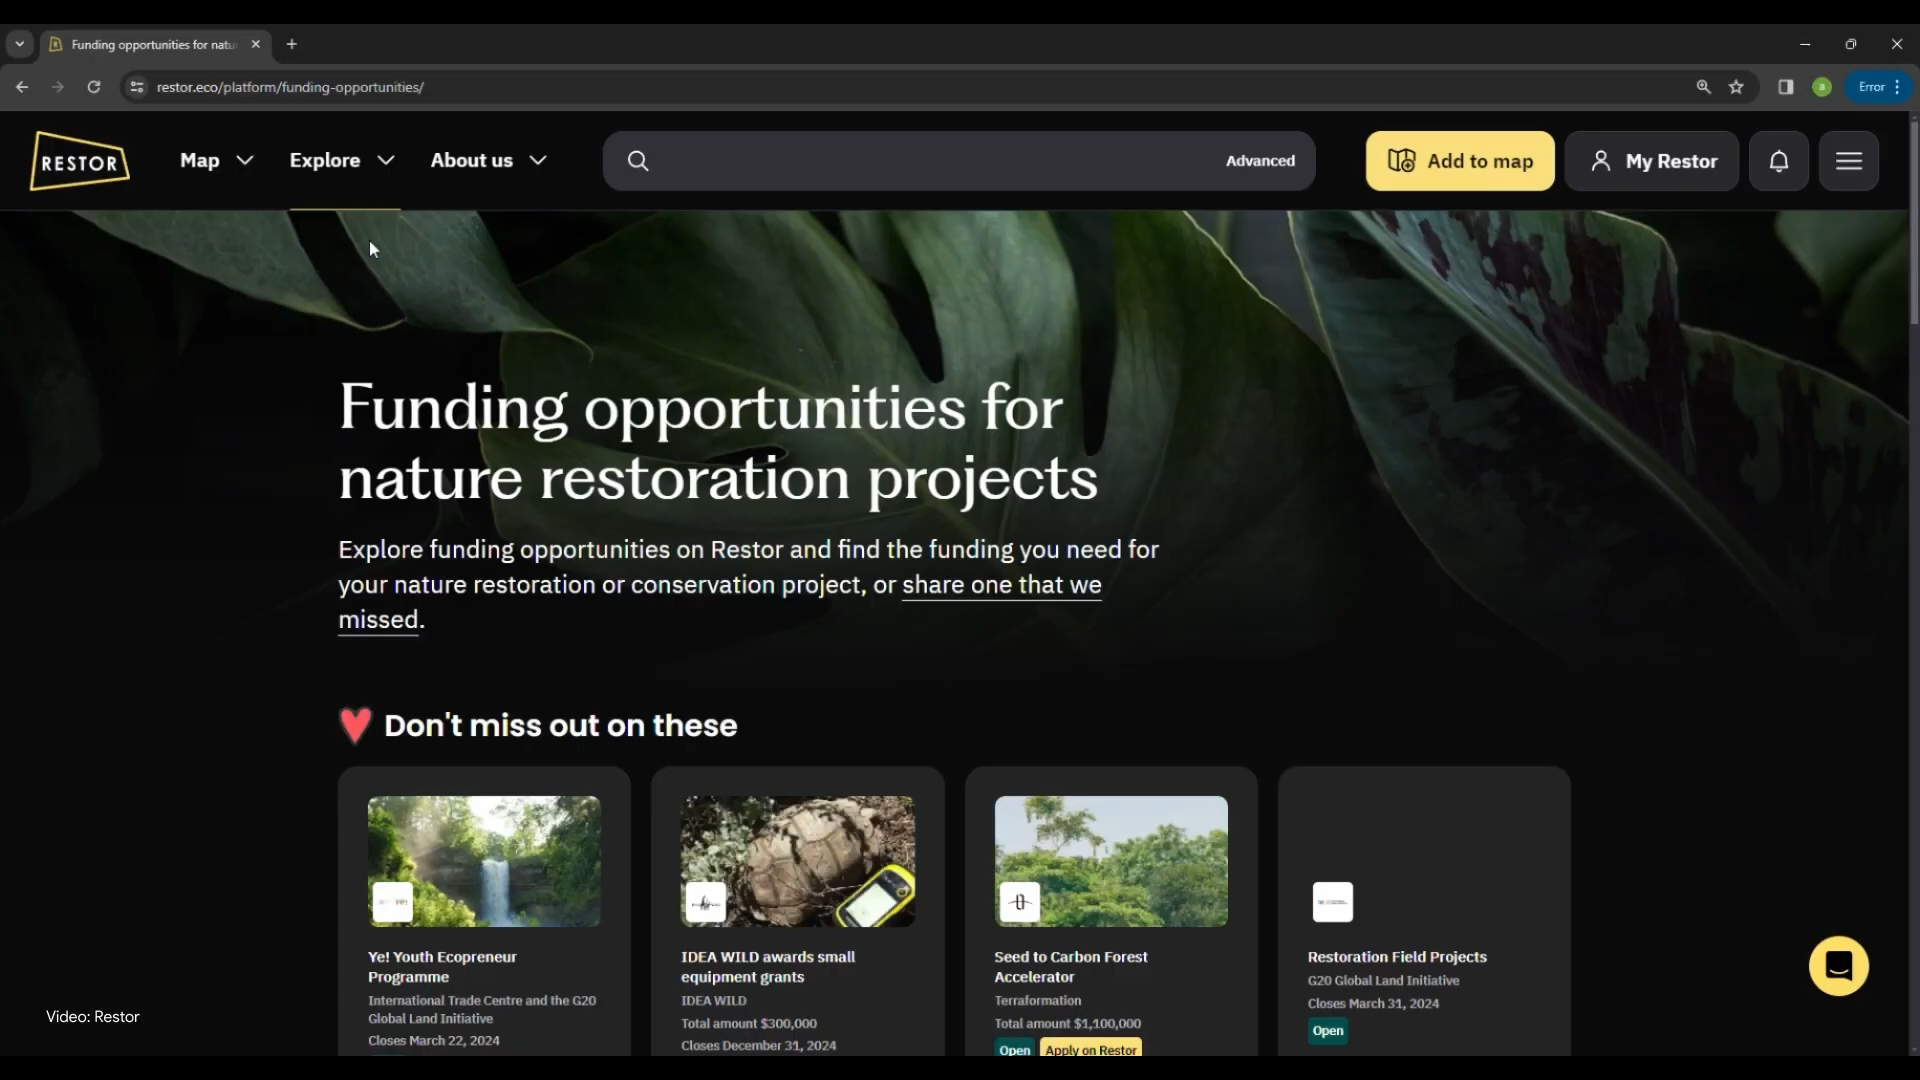 Funding opportunities for natu
restor.eco/platform/funding-opportunities/
a
Error
RESTOR
Map
Explore
About us
Advanced
Add to map
My Restor
Funding opportunities for
nature restoration projects
Explore funding opportunities on Restor and find the funding you need for
your nature restoration or conservation project, or share one that we
missed.
Don't miss out on these
Ye! Youth Ecopreneur
Programme
International Trade Centre and the G20
Global Land Initiative
Closes March 22, 2024
IDEA WILD awards small
equipment grants
IDEA WILD
Total amount $300,000
Closes December 31, 2024
Seed to Carbon Forest
Accelerator
Terraformation
Total amount $1,100,000
Open
Apply on Restor
Restoration Field Projects
G20 Global Land Initiative
Closes March 31, 2024
Open
Video: Restor